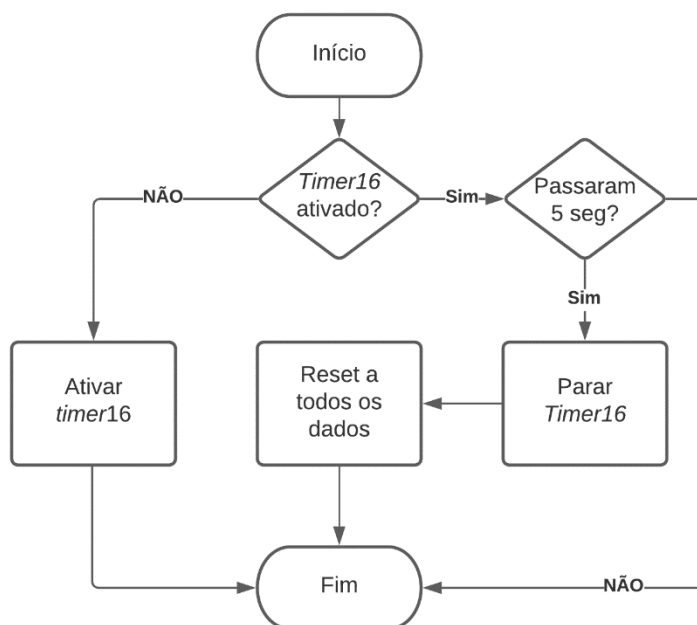 Início
Timer16
ativado?
NÃO
Sim
Passaram
5 seg?
Sim
Ativar
timer16
Reset a
todos os
dados
Parar
Timer16
Fim
NÃO